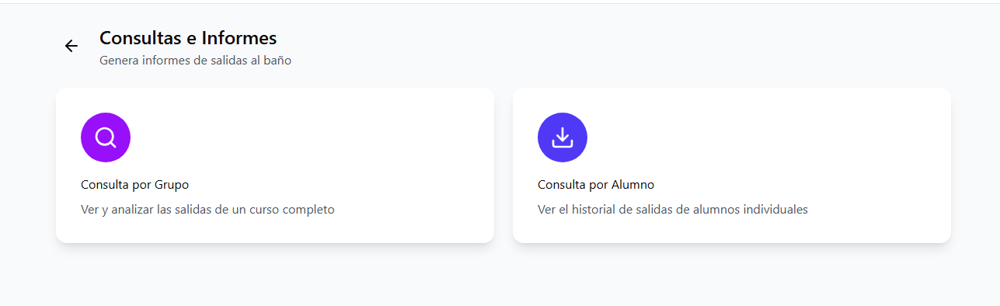 Consultas e Informes
Genera informes de salidas al baño
Consulta por Grupo
Ver y analizar las salidas de un curso completo
Consulta por Alumno
Ver el historial de salidas de alumnos individuales